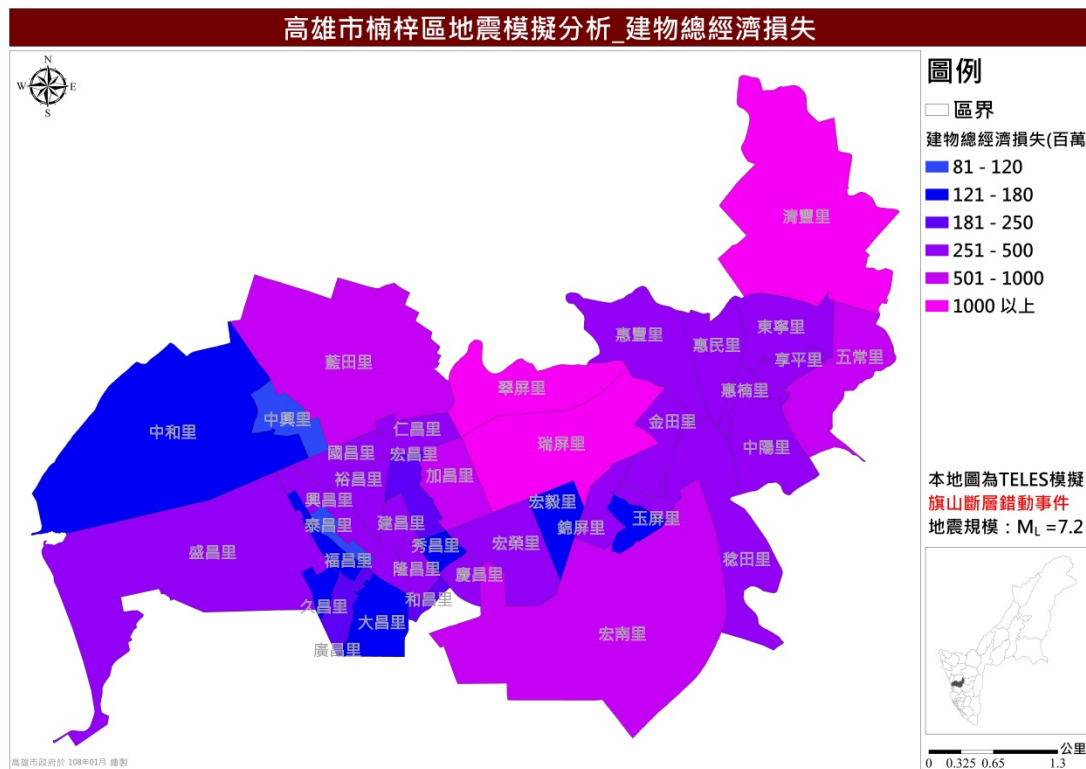 高雄市楠梓區地震模擬分析_建物總經濟損失
N
W E
S
圖例
區界
建物總經濟損失(百萬
81 - 120
121 - 180
181 - 250
251 - 500
501 - 1000
1000 以上
清豐里
惠豐里
惠民里
東寧里
享平里
五常里
藍田里
翠屏里
惠楠里
中和里
中興里
仁昌里
金田里
國昌里
宏昌里
瑞屏里
中陽里
裕昌里
加昌里
興昌里
宏毅里
泰昌里
建昌里
錦屏里
玉屏里
盛昌里
秀昌里
宏榮里
稔田里
福昌里
隆昌里
慶昌里
久昌里
和昌里
大昌里
宏南里
廣昌里
本地圖為TELES模擬
旗山斷層錯動事件
地震規模：ML =7.2
公里
0 0.325 0.65 1.3
高雄市政府於 108年01月 繪製